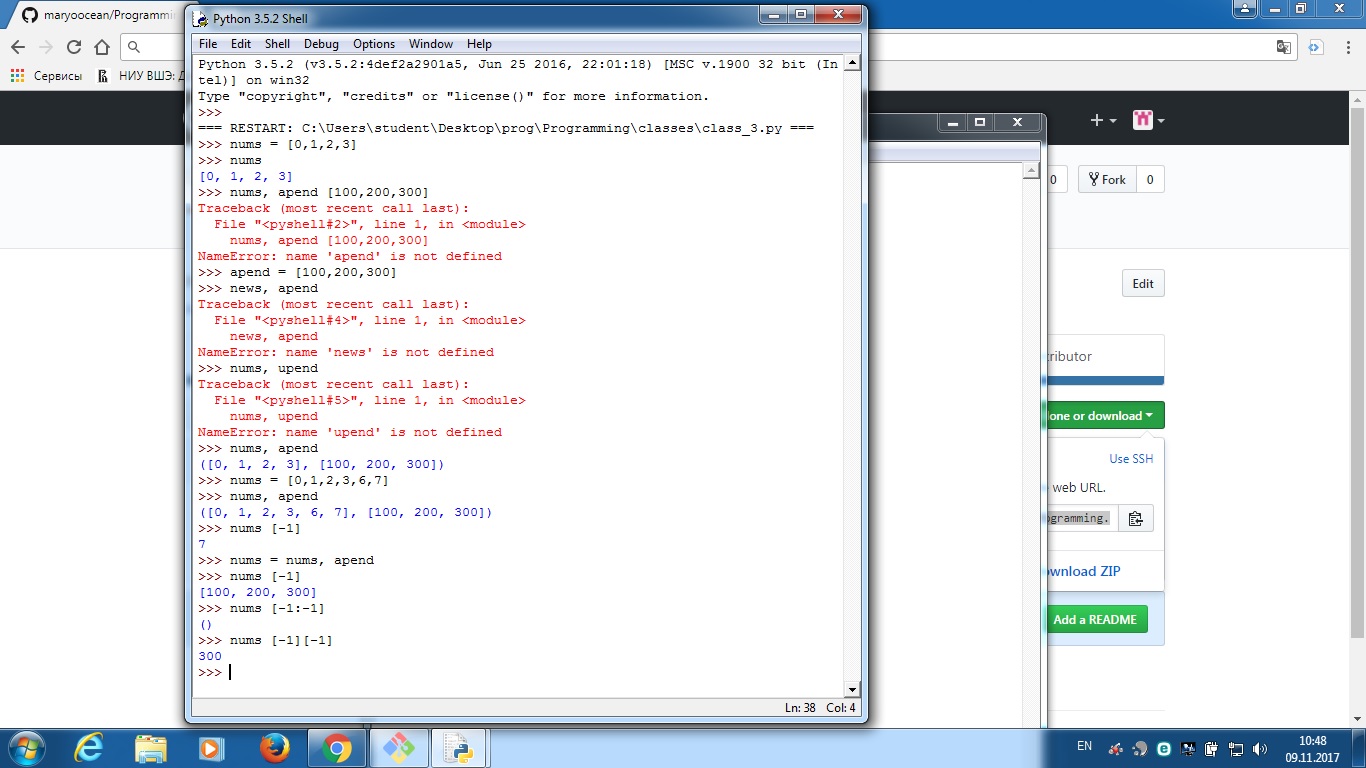 maryoocean/Programmi
Python 3.5.2 Shell
Сервисы
НИУ ВШЭ: Д
File Edit Shell Debug Options Window Help
Python 3.5.2 (v3.5.2:4def2a2901a5, Jun 25 2016, 22:01:18) [MSC v.1900 32 bit (In
tel)] on win32
Type "copyright", "credits" or "license()" for more information.
>>>
=== RESTART: C:\Users\student\Desktop\prog\Programming\classes\class_3.py ===
>>> nums = [0,1,2,3]
>>> nums
[0, 1, 2, 3]
>>> nums, apend [100,200,300]
Traceback (most recent call last):
  File "<pyshell#2>", line 1, in <module>
    nums, apend [100,200,300]
NameError: name 'apend' is not defined
>>> apend = [100,200,300]
>>> news, apend
Traceback (most recent call last):
  File "<pyshell#4>", line 1, in <module>
    news, apend
NameError: name 'news' is not defined
>>> nums, upend
Traceback (most recent call last):
  File "<pyshell#5>", line 1, in <module>
    nums, upend
NameError: name 'upend' is not defined
>>> nums, apend
([0, 1, 2, 3], [100, 200, 300])
>>> nums = [0,1,2,3,6,7]
>>> nums, apend
([0, 1, 2, 3, 6, 7], [100, 200, 300])
>>> nums [-1]
7
>>> nums = nums, apend
>>> nums [-1]
[100, 200, 300]
>>> nums [-1:-1]
()
>>> nums [-1][-1]
300
>>>
Ln: 38 Col: 4
0 Fork 0
Edit
tributor
one or download
Use SSH
web URL.
ogramming.
ownload ZIP
Add a README
EN
10:48
09.11.2017